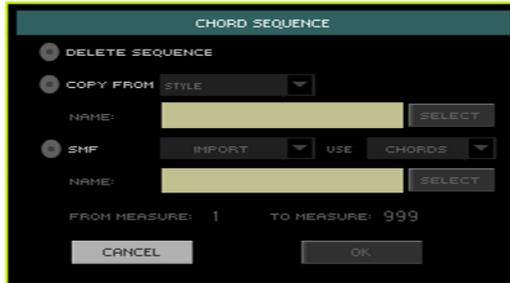 CHORD SEQUENCE
DELETE SEQUENCE
COPY FROM STYLE
NAME: SELECT
SMF IMPORT USE CHORDS
NAME: SELECT
FROM MEASURE: 1 TO MEASURE: 999
CANCEL OK